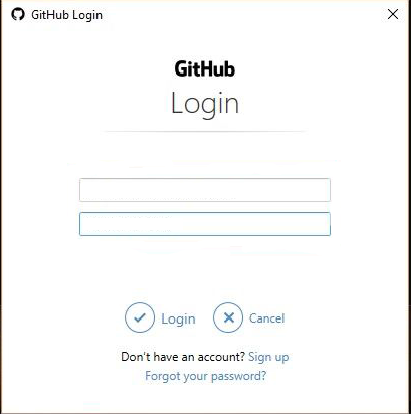 GitHub Login
GitHub
Login
Login Cancel
Don't have an account? Sign up
Forgot your password?